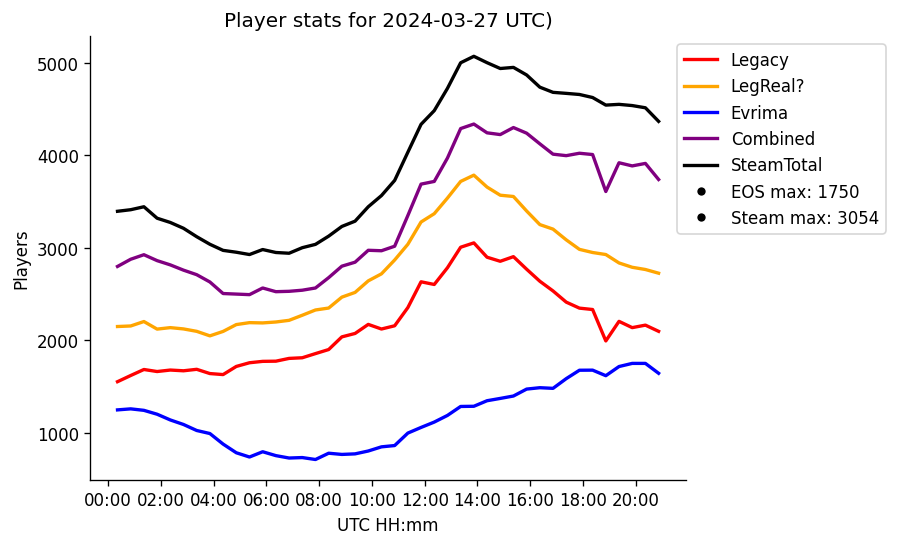 Player stats for 2024-03-27 UTC)
Legacy
LegReal?
Evrima
Combined
SteamTotal
EOS max: 1750
Steam max: 3054
Players
5000
4000
3000
2000
1000
00:00 02:00 04:00 06:00 08:00 10:00 12:00 14:00 16:00 18:00 20:00
UTC HH:mm